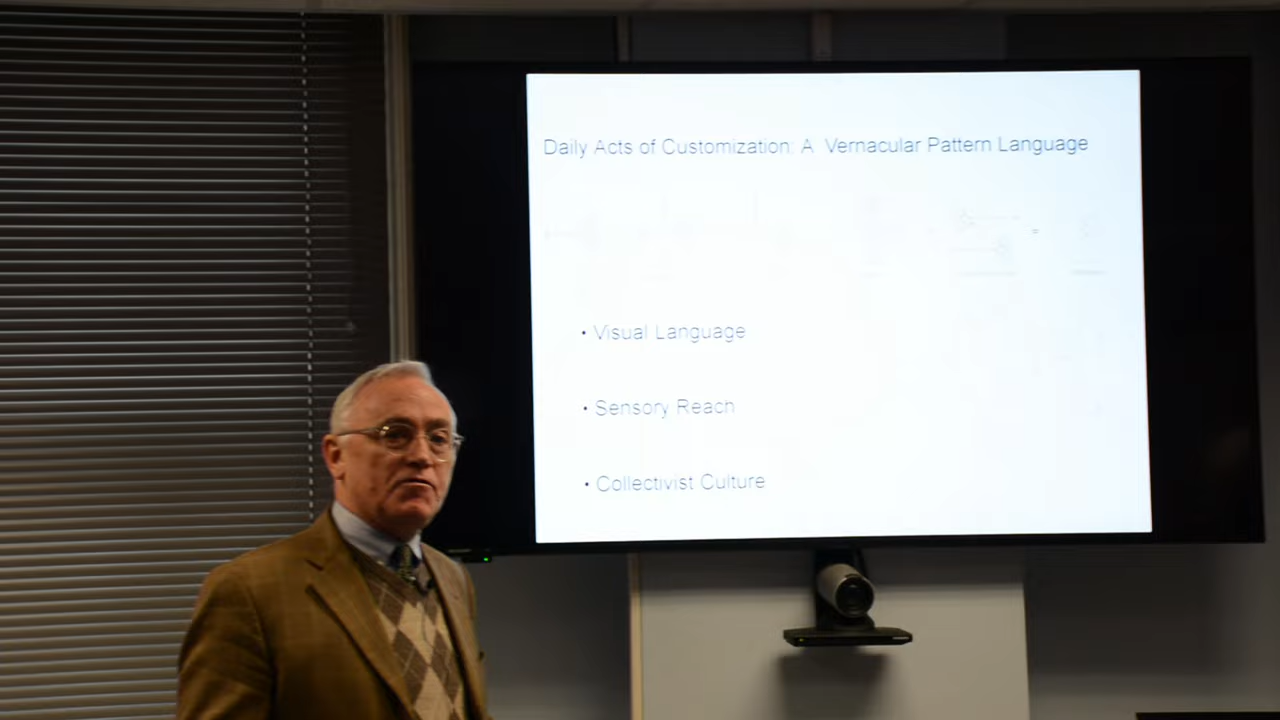 Daily Acts of Customization: A Vernacular Pattern Language
=
• Visual Language
• Sensory Reach
• Collectivist Culture